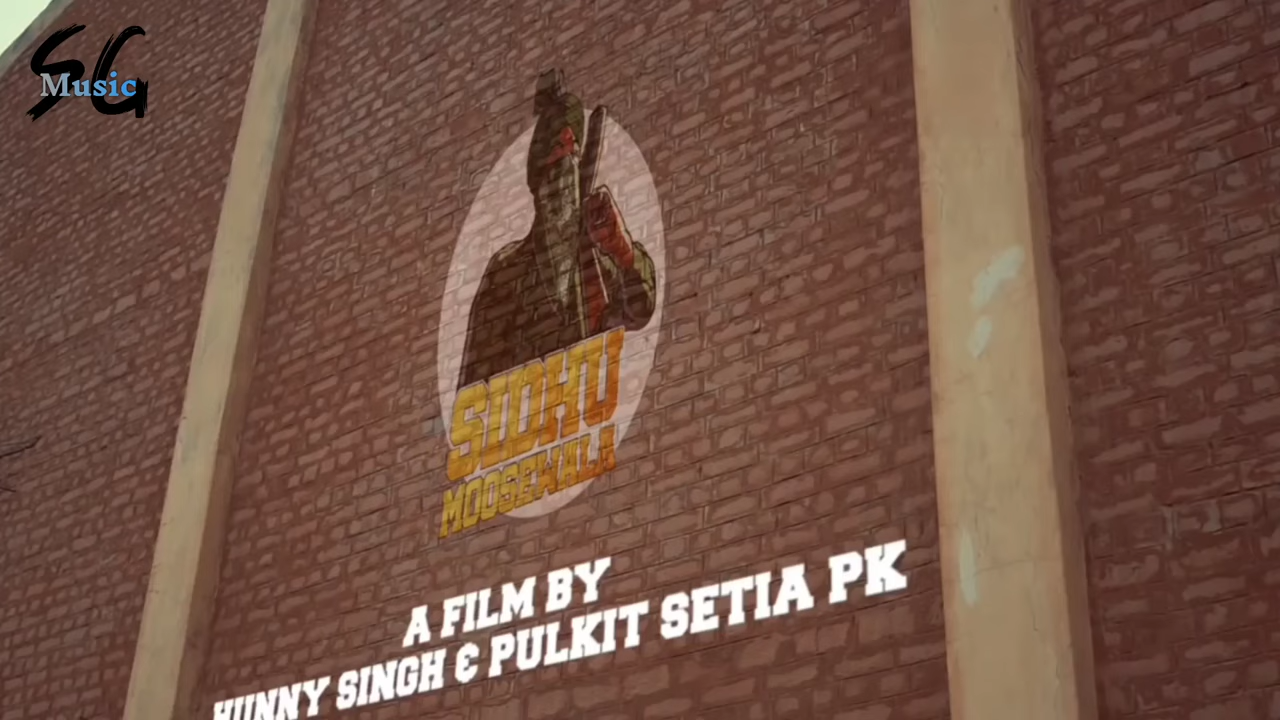 SG
Music
SIDHU
MOOSEWALA
A FILM BY
HUNNY SINGH & PULKIT SETIA PK